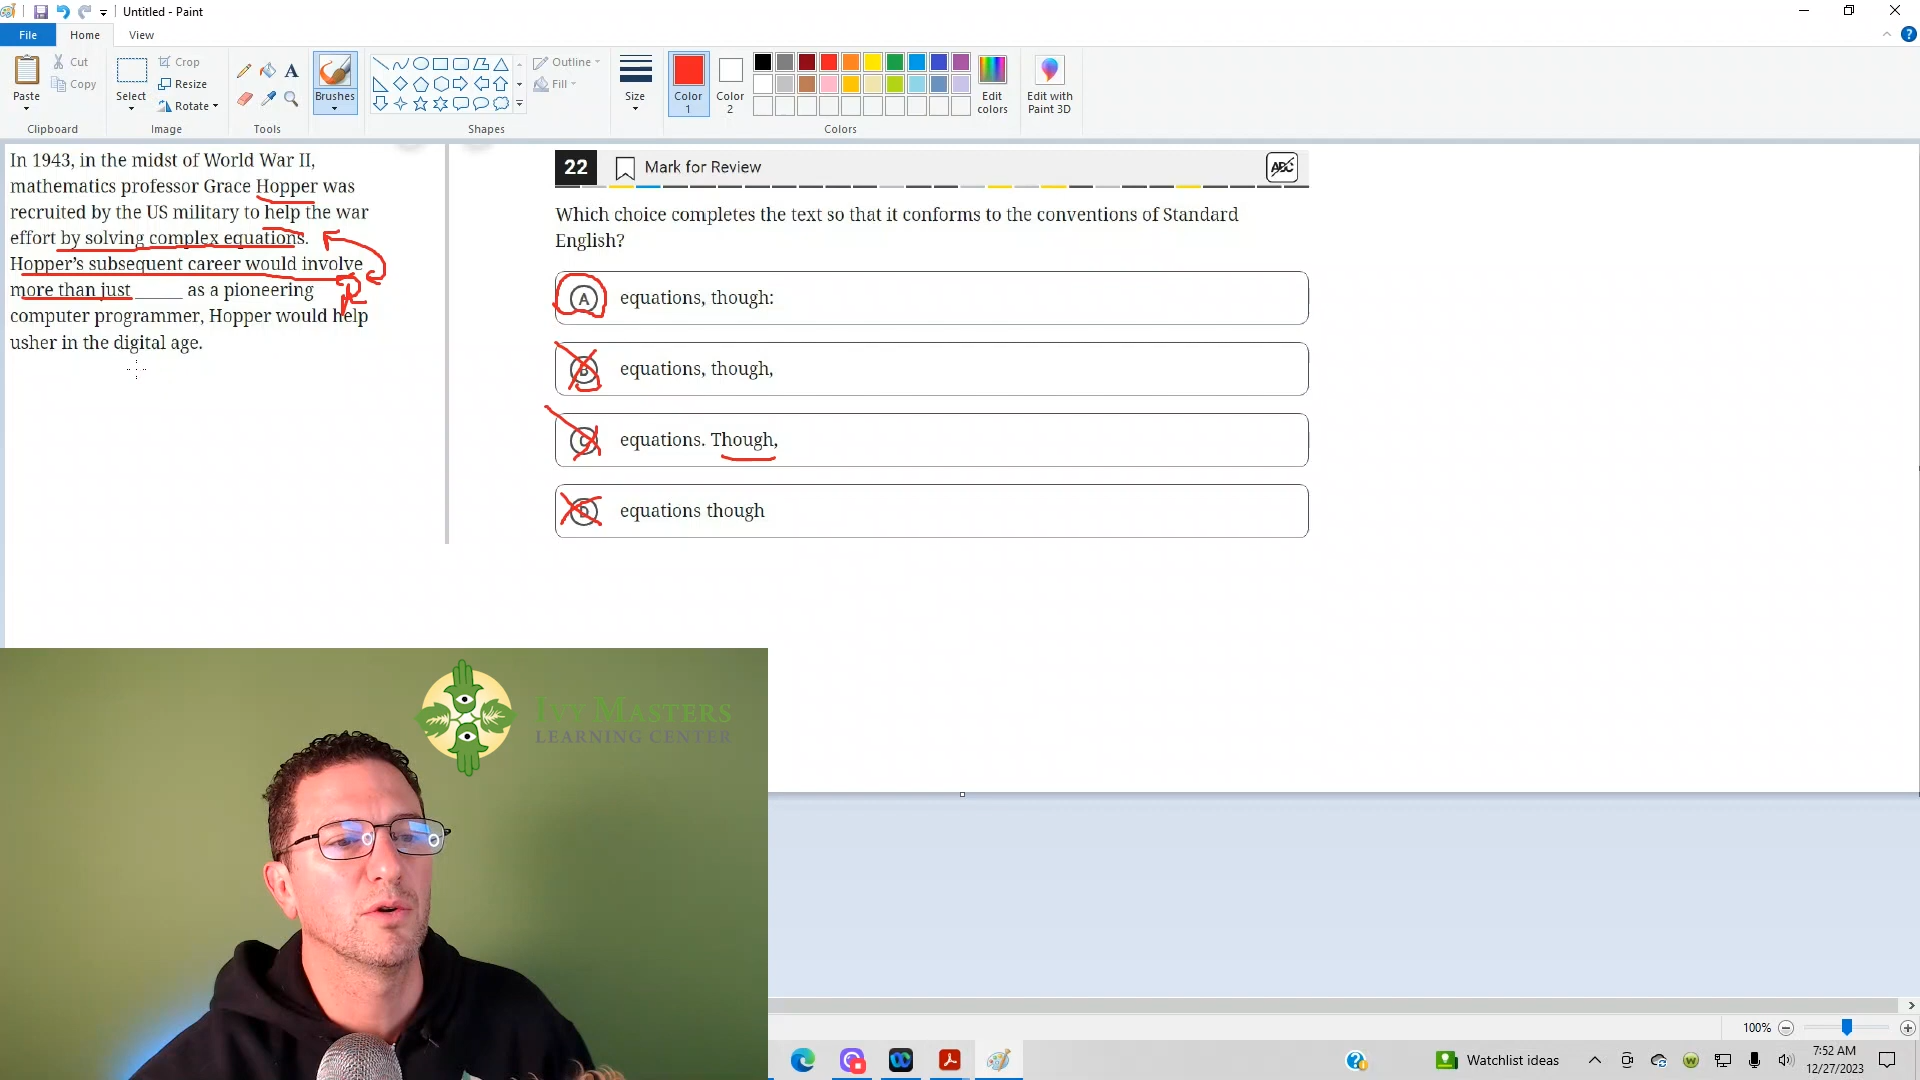 Untitled - Paint
File
Home
View
Paste
Cut
Copy
Clipboard
Select
Crop
Resize
Rotate
Image
A
Tools
Brushes
Shapes
Outline
Fill
Size
Color 1
Color 2
Edit colors
Colors
Edit with Paint 3D
In 1943, in the midst of World War II,
mathematics professor Grace Hopper was
recruited by the US military to help the war
effort by solving complex equations.
Hopper's subsequent career would involve
more than just ______ as a pioneering
computer programmer, Hopper would help
usher in the digital age.
22
Mark for Review
ABC
Which choice completes the text so that it conforms to the conventions of Standard
English?
A equations, though:
B equations, though,
C equations. Though,
D equations though
IVY MASTERS
LEARNING CENTER
100%
Watchlist ideas
7:52 AM
12/27/2023